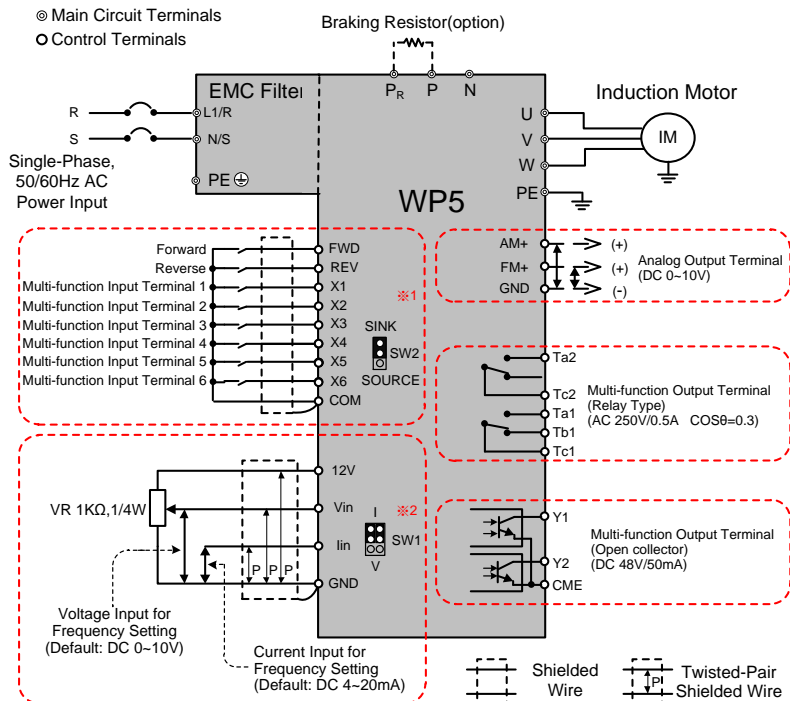 ◎ Main Circuit Terminals
O Control Terminals
Braking Resistor(option)
EMC Filter
PR P N
Induction Motor
R
L1/R
S
N/S
PE
Single-Phase,
50/60Hz AC
Power Input
U
V
W
PE
IM
WP5
Forward
FWD
Reverse
REV
Multi-function Input Terminal 1
X1
Multi-function Input Terminal 2
X2
Multi-function Input Terminal 3
X3
Multi-function Input Terminal 4
X4
Multi-function Input Terminal 5
X5
Multi-function Input Terminal 6
X6
COM
※1
SINK
SW2
SOURCE
AM+
(+)
FM+
(+)
GND
(-)
Analog Output Terminal
(DC 0~10V)
Ta2
Tc2
Ta1
Tb1
Tc1
Multi-function Output Terminal
(Relay Type)
(AC 250V/0.5A COSθ=0.3)
12V
VR 1KΩ,1/4W
Vin
Iin
GND
P P P
※2
I
SW1
V
Voltage Input for
Frequency Setting
(Default: DC 0~10V)
Current Input for
Frequency Setting
(Default: DC 4~20mA)
Y1
Y2
CME
Multi-function Output Terminal
(Open collector)
(DC 48V/50mA)
Shielded
Wire
P
Twisted-Pair
Shielded Wire